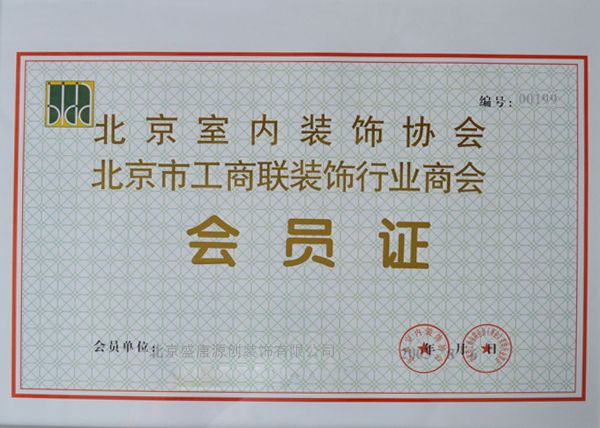 编号：00199
北京室内装饰协会
北京市工商联装饰行业商会
会员证
会员单位：北京盛唐源创装饰有限公司
年 月 日